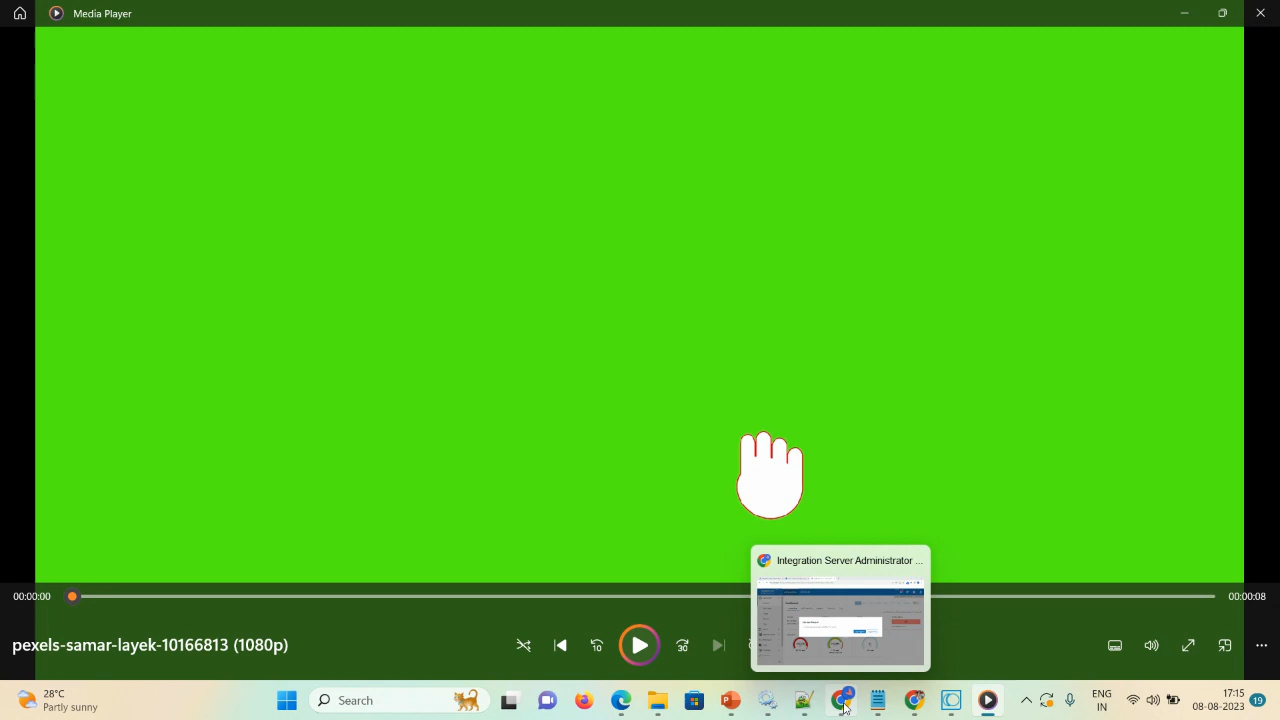 Media Player
Integration Server Administrator ...
00:00:00
00:00:08
pexels-samar-layek-10166813 (1080p)
10
30
28°C
Partly sunny
Search
ENG
IN
17:15
08-08-2023
19